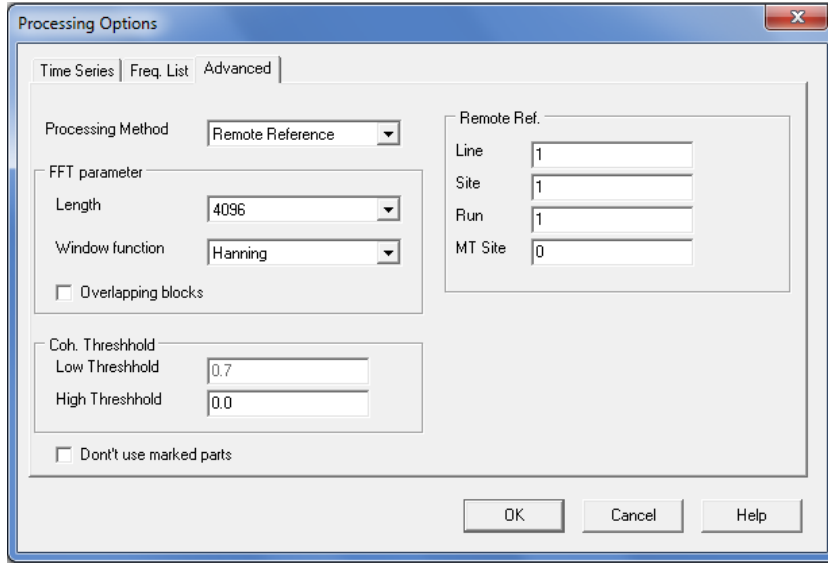 Processing Options
Time Series Freq. List Advanced
Processing Method Remote Reference
FFT parameter
Length 4096
Window function Hanning
Overlapping blocks
Coh. Threshhold
Low Threshhold 0.7
High Threshhold 0.0
Dont't use marked parts
Remote Ref.
Line 1
Site 1
Run 1
MT Site 0
OK Cancel Help